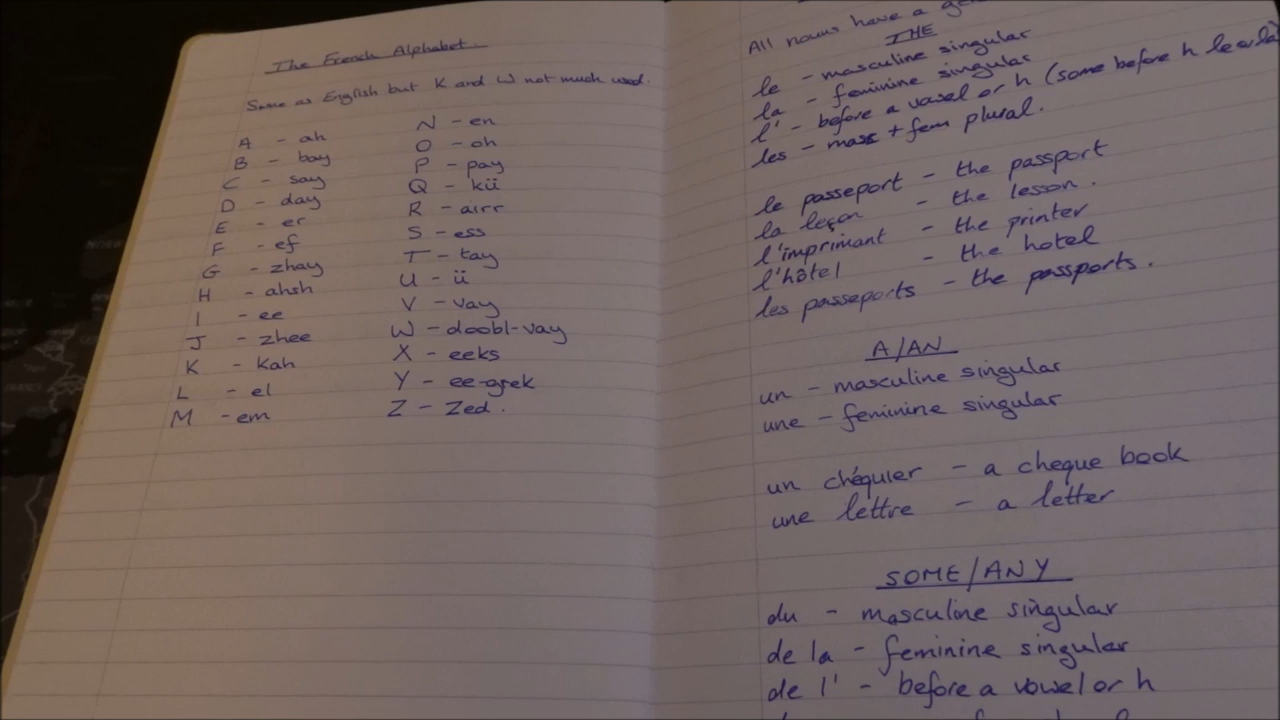 The French Alphabet.
Same as English but K and W not much used.
A - ah
B - bay
C - say
D - day
E - er
F - ef
G - zhay
H - ahsh
I - ee
J - zhee
K - kah
L - el
M - em
N - en
O - oh
P - pay
Q - kü
R - airr
S - ess
T - tay
U - ü
V - vay
W - doobl-vay
X - eeks
Y - ee-grek
Z - Zed.
All nouns have a
THE
le - masculine singular
la - feminine singular
l' - before a vowel or h (some before h le or la)
les - mass + fem plural.
le passeport - the passport
la leçon - the lesson.
l'imprimant - the printer
l'hôtel - the hotel
les passeports - the passports.
A/AN
un - masculine singular
une - feminine singular
un chéquier - a cheque book
une lettre - a letter
SOME/ANY
du - masculine singular
de la - feminine singular
de l' - before a vowel or h